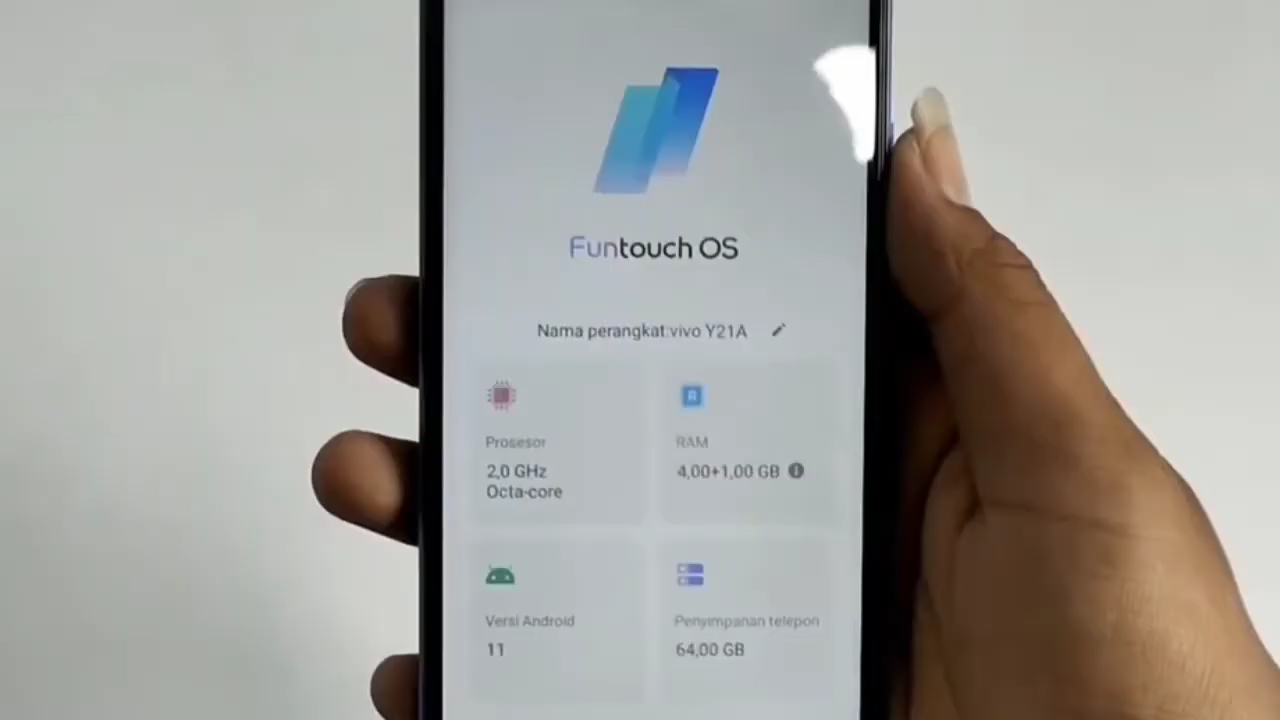 Funtouch OS
Nama perangkat:vivo Y21A
R
Prosesor
2,0 GHz
Octa-core
RAM
4,00+1,00 GB
Versi Android
11
Penyimpanan telepon
64,00 GB